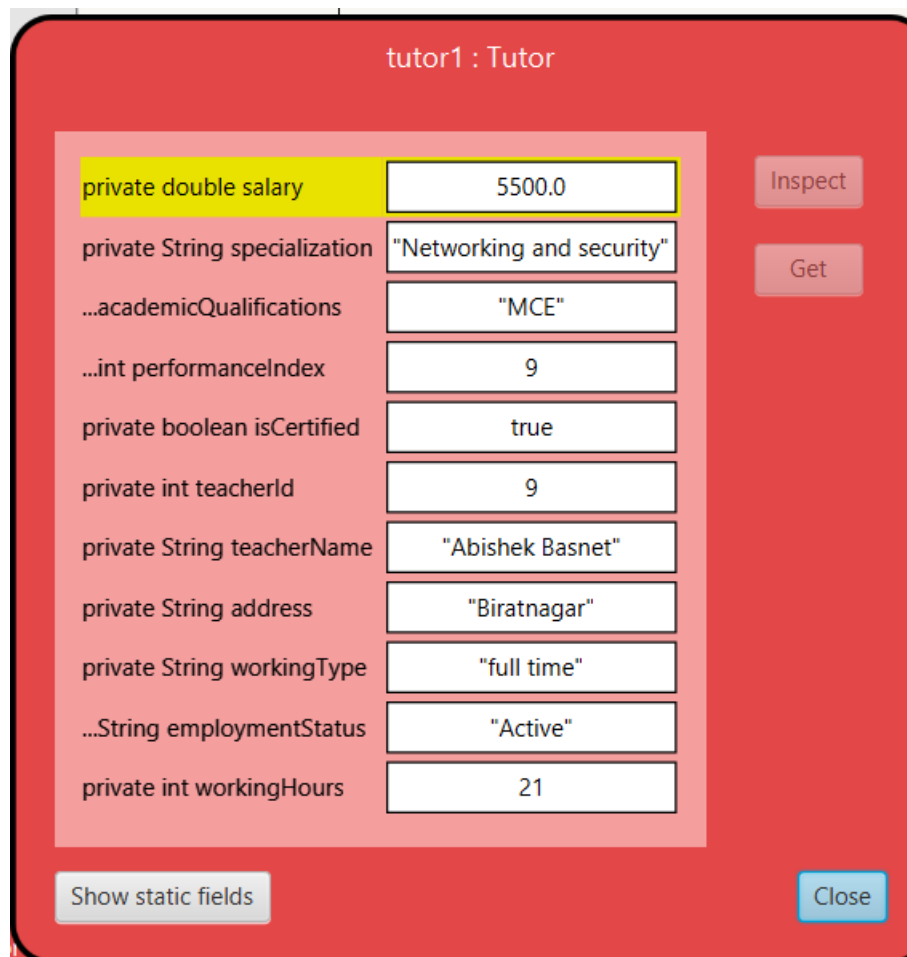 tutor1 : Tutor
private double salary 5500.0
Inspect
private String specialization "Networking and security"
Get
...academicQualifications "MCE"
...int performanceIndex 9
private boolean isCertified true
private int teacherId 9
private String teacherName "Abishek Basnet"
private String address "Biratnagar"
private String workingType "full time"
...String employmentStatus "Active"
private int workingHours 21
Show static fields
Close